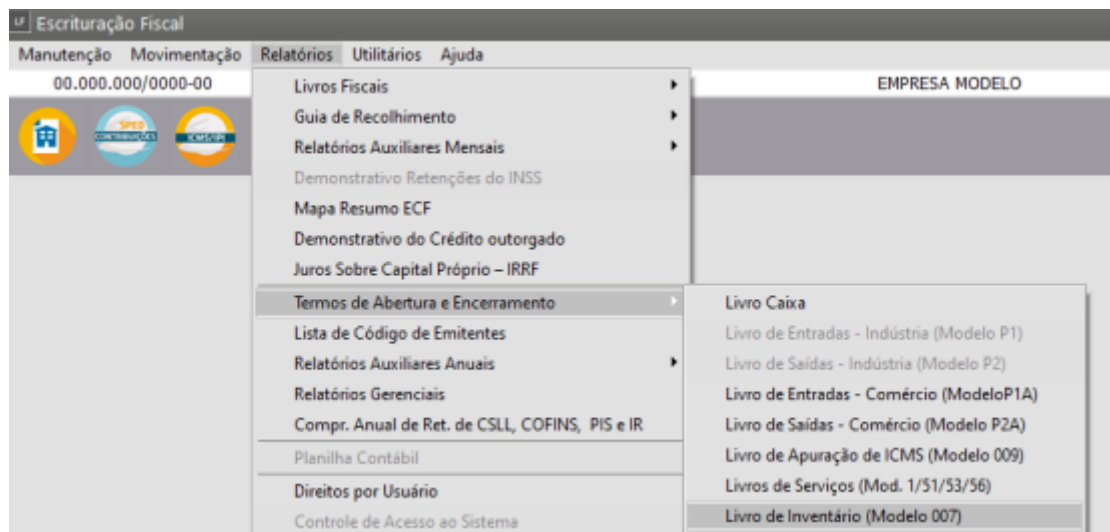 LF Escrituração Fiscal
Manutenção Movimentação Relatórios Utilitários Ajuda
00.000.000/0000-00 EMPRESA MODELO
SPED
CONTRIBUIÇÕES
ICMS/IPI
Livros Fiscais
Guia de Recolhimento
Relatórios Auxiliares Mensais
Demonstrativo Retenções do INSS
Mapa Resumo ECF
Demonstrativo do Crédito outorgado
Juros Sobre Capital Próprio – IRRF
Termos de Abertura e Encerramento
Lista de Código de Emitentes
Relatórios Auxiliares Anuais
Relatórios Gerenciais
Compr. Anual de Ret. de CSLL, COFINS, PIS e IR
Planilha Contábil
Direitos por Usuário
Controle de Acesso ao Sistema
Livro Caixa
Livro de Entradas - Indústria (Modelo P1)
Livro de Saídas - Indústria (Modelo P2)
Livro de Entradas - Comércio (ModeloP1A)
Livro de Saídas - Comércio (Modelo P2A)
Livro de Apuração de ICMS (Modelo 009)
Livros de Serviços (Mod. 1/51/53/56)
Livro de Inventário (Modelo 007)